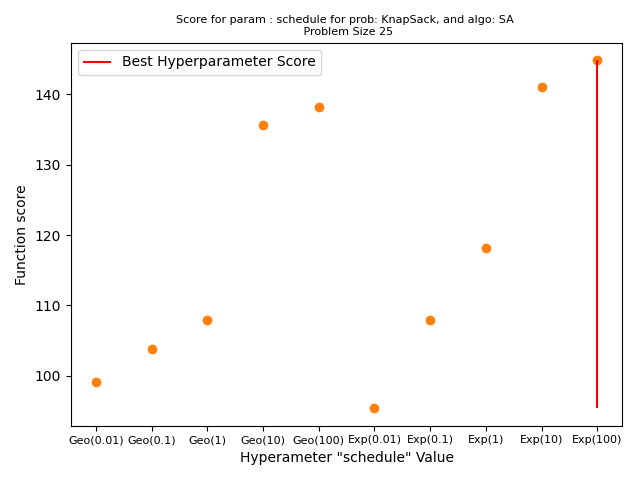 Score for param : schedule for prob: KnapSack, and algo: SA
Problem Size 25
Best Hyperparameter Score
Function score
140
130
120
110
100
Geo(0.01) Geo(0.1) Geo(1) Geo(10) Geo(100) Exp(0.01) Exp(0.1) Exp(1) Exp(10) Exp(100)
Hyperameter "schedule" Value